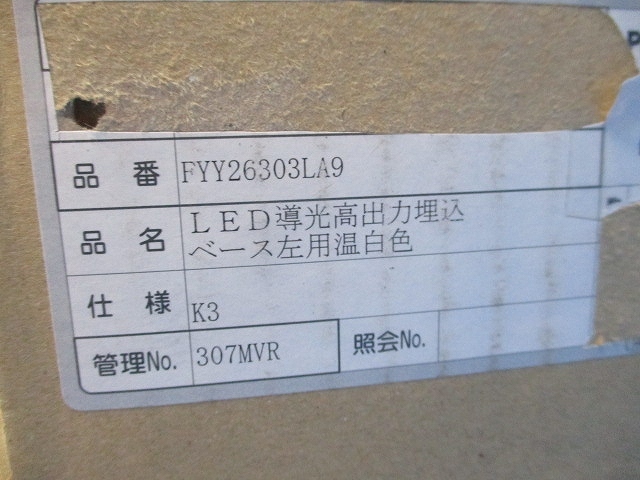 品番 FYY26303LA9
品名 LED導光高出力埋込
ベース左用温白色
仕様 K3
管理No. 307MVR 照会No.